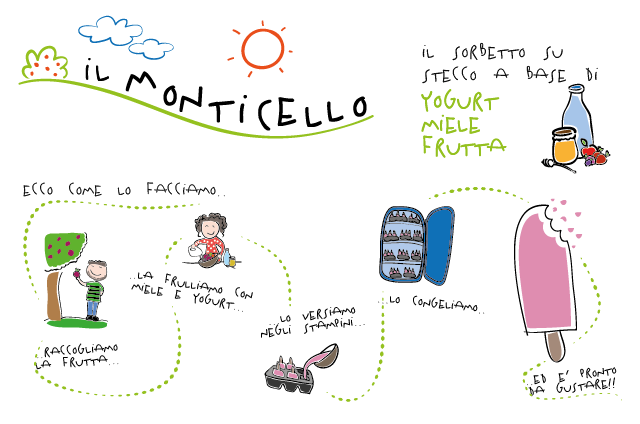 IL MONTICELLO
IL SORBETTO SU
STECCO A BASE DI
YOGURT
MIELE
FRUTTA
ECCO COME LO FACCIAMO..
...RACCOGLIAMO
LA FRUTTA...
..LA FRULLIAMO CON
MIELE E YOGURT...
...LO VERSIAMO
NEGLI STAMPINI...
...LO CONGELIAMO..
..ED E' PRONTO
DA GUSTARE!!